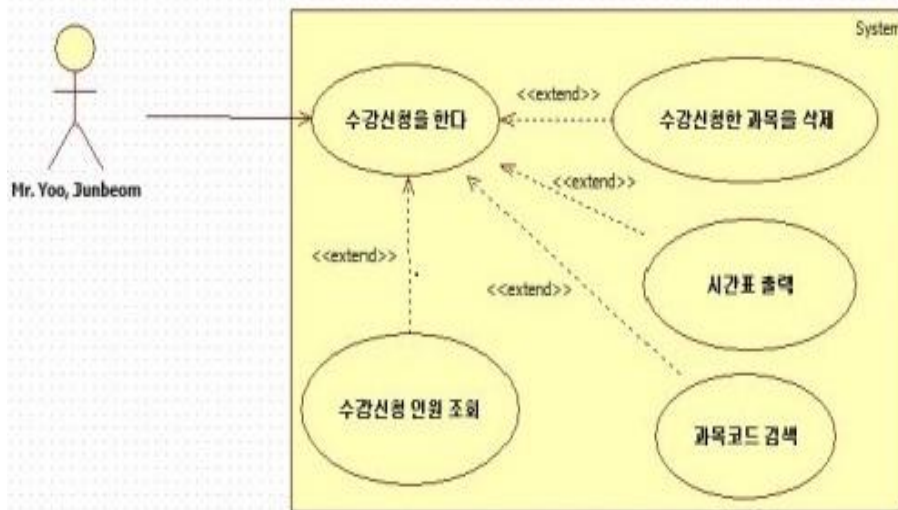 System
<<extend>>
수강신청을 한다
수강신청한 과목을 삭제
Mr. Yoo, Junbeom
<<extend>>
<<extend>>
시간표 출력
<<extend>>
수강신청 인원 조회
과목코드 검색